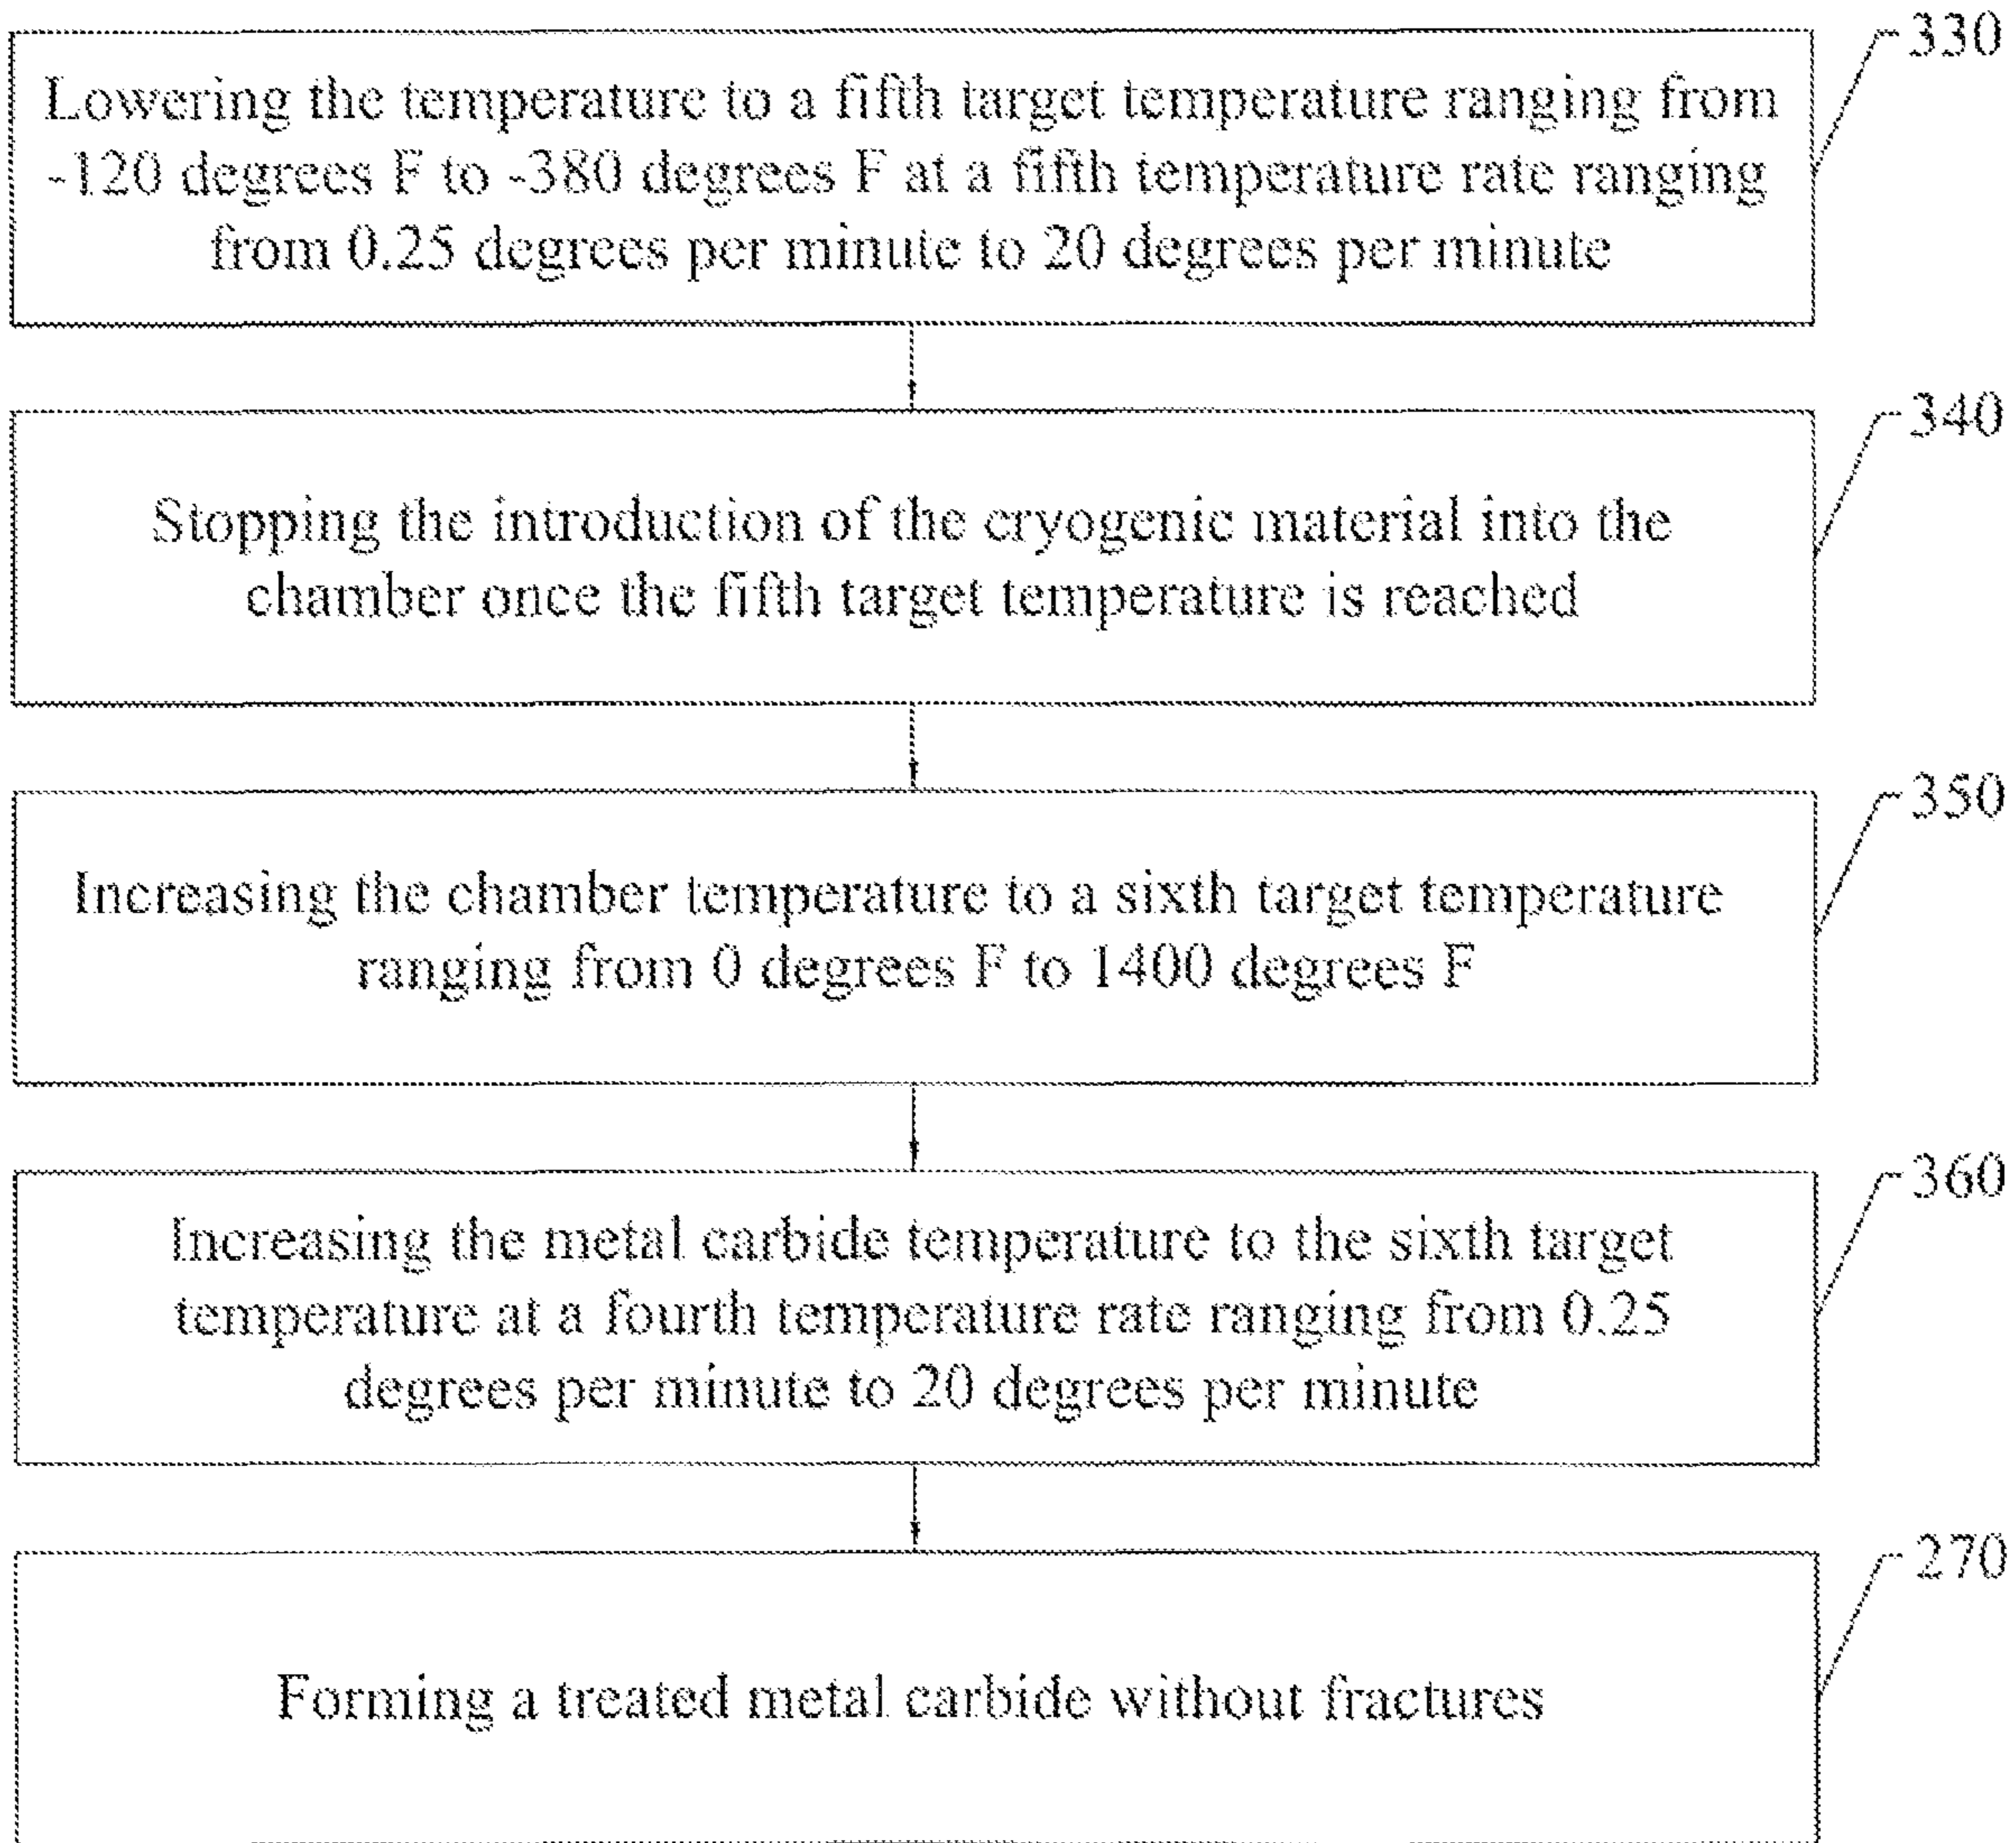 330
Lowering the temperature to a fifth target temperature ranging from
-120 degrees F to -380 degrees F at a fifth temperature rate ranging
from 0.25 degrees per minute to 20 degrees per minute
340
Stopping the introduction of the cryogenic material into the
chamber once the fifth target temperature is reached
350
Increasing the chamber temperature to a sixth target temperature
ranging from 0 degrees F to 1400 degrees F
360
Increasing the metal carbide temperature to the sixth target
temperature at a fourth temperature rate ranging from 0.25
degrees per minute to 20 degrees per minute
270
Forming a treated metal carbide without fractures